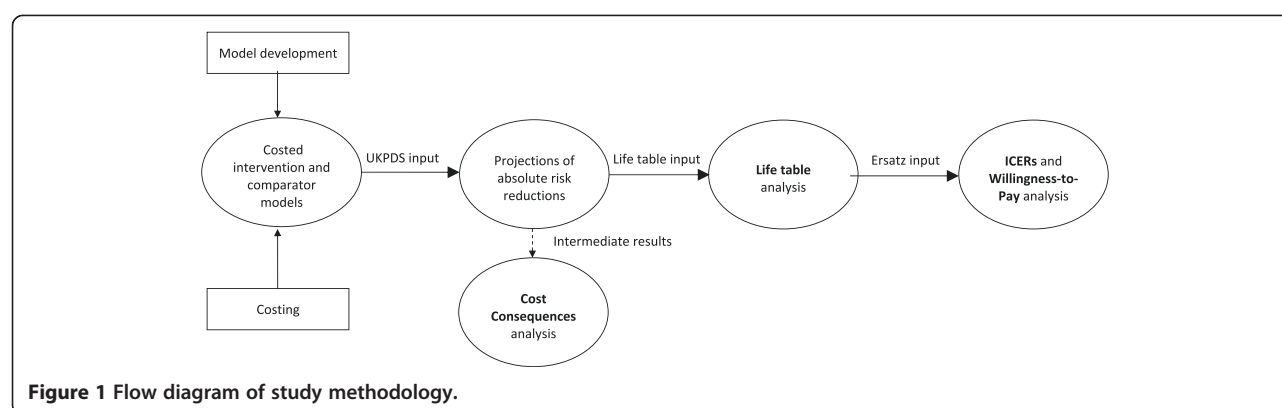 Model development
Costed
intervention and
comparator
models
UKPDS input
Projections of
absolute risk
reductions
Life table input
Life table
analysis
Ersatz input
ICERs and
Willingness-to-
Pay analysis
Intermediate results
Cost
Consequences
analysis
Costing
Figure 1 Flow diagram of study methodology.